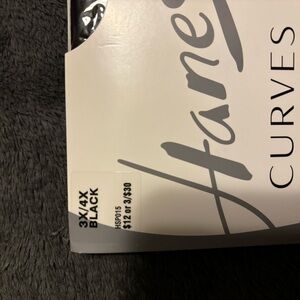 Hanes
CURVES
3X/4X
BLACK
HSP015
$12 or 3/$30